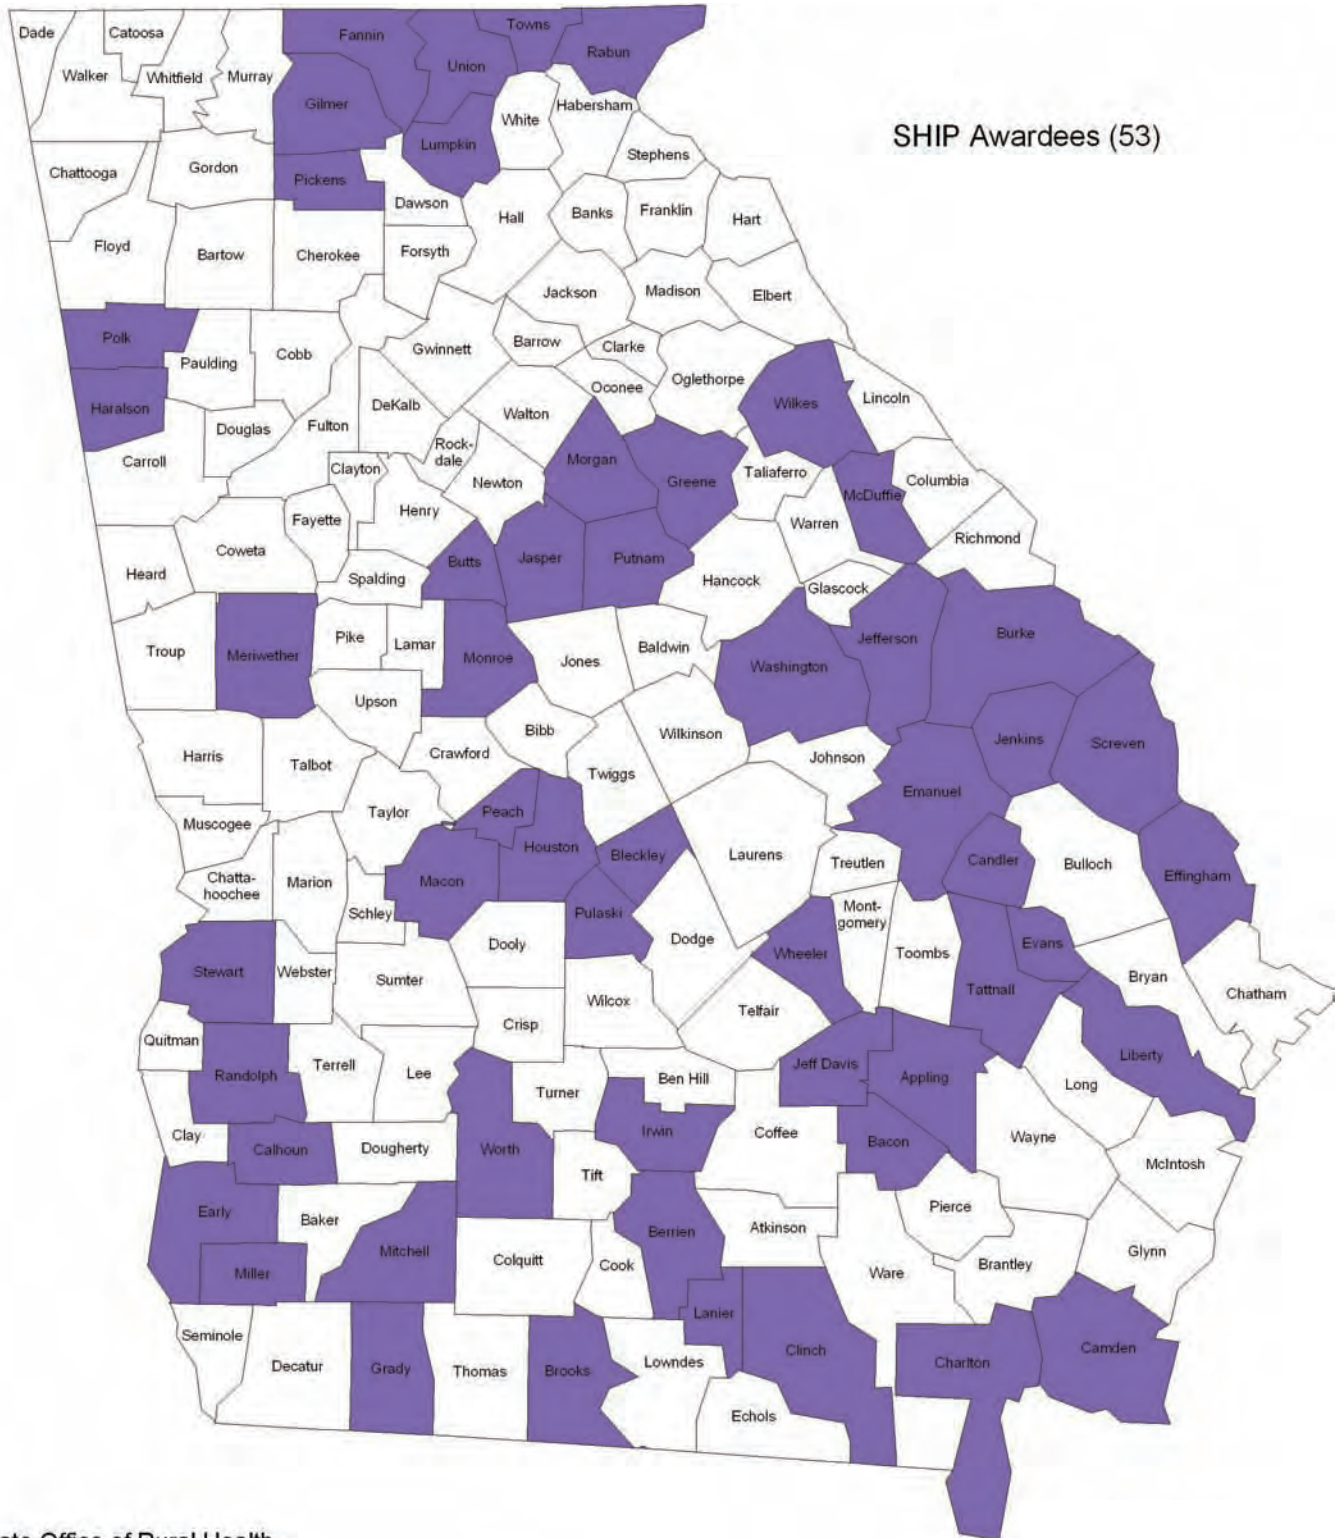 Dade
Catoosa
Fannin
Towns
Rabun
Union
Walker
Whitfield
Murray
Gilmer
White
Habersham
SHIP Awardees (53)
Lumpkin
Stephens
Chattooga
Gordon
Pickens
Dawson
Hall
Banks
Franklin
Hart
Floyd
Bartow
Cherokee
Forsyth
Jackson
Madison
Elbert
Polk
Paulding
Cobb
Gwinnett
Barrow
Clarke
Oconee
Oglethorpe
Haralson
Douglas
Fulton
DeKalb
Walton
Wilkes
Lincoln
Carroll
Clayton
Rock-
dale
Newton
Morgan
Greene
Taliaferro
McDuffie
Columbia
Fayette
Henry
Warren
Richmond
Heard
Coweta
Spalding
Butts
Jasper
Putnam
Hancock
Glascock
Troup
Meriwether
Pike
Lamar
Monroe
Jones
Baldwin
Washington
Jefferson
Burke
Upson
Bibb
Wilkinson
Harris
Talbot
Crawford
Twiggs
Johnson
Jenkins
Screven
Muscogee
Taylor
Peach
Houston
Bleckley
Laurens
Emanuel
Treutlen
Candler
Bulloch
Effingham
Chatta-
hoochee
Marion
Schley
Macon
Pulaski
Dooly
Dodge
Wheeler
Mont-
gomery
Toombs
Evans
Tattnall
Bryan
Chatham
Stewart
Webster
Sumter
Wilcox
Telfair
Crisp
Quitman
Randolph
Terrell
Lee
Turner
Ben Hill
Jeff Davis
Appling
Long
Liberty
Clay
Calhoun
Dougherty
Worth
Tift
Irwin
Coffee
Bacon
Wayne
McIntosh
Early
Baker
Mitchell
Colquitt
Cook
Berrien
Atkinson
Pierce
Miller
Ware
Brantley
Glynn
Seminole
Decatur
Grady
Thomas
Brooks
Lowndes
Lanier
Clinch
Echols
Charlton
Camden